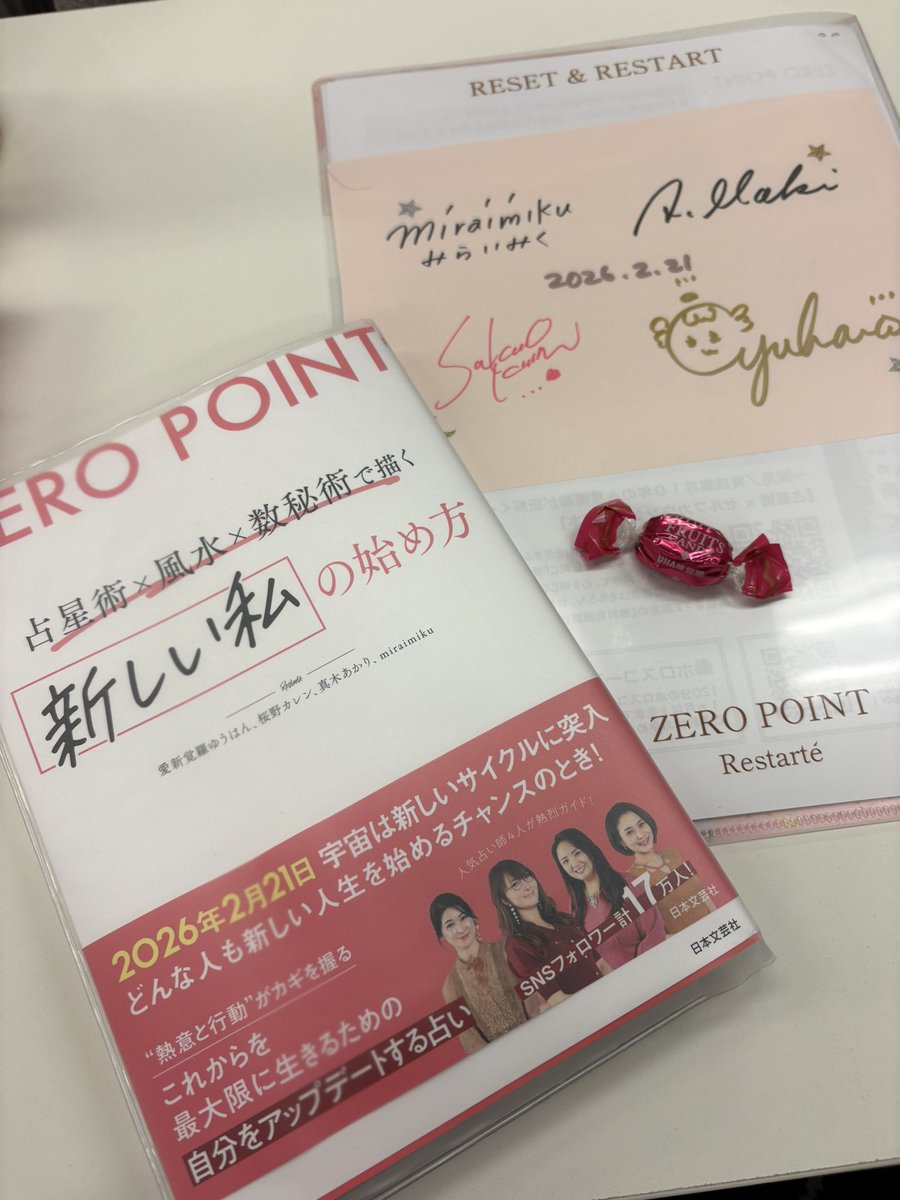 RESET & RESTART
miraimiku
みらいみく
A. Maki
2026.2.21
yuhan
FRUITS
UHA味覚糖
ZERO POINT
Restarté
ホロスコー
ERO POINT
占星術×風水×数秘術で描く
新しい私の始め方
Restarté
愛新覚羅ゆうはん、桜野カレン、真木あかり、miraimiku
2026年2月21日 宇宙は新しいサイクルに突入
どんな人も新しい人生を始めるチャンスのとき!
人気占い師4人が熱烈ガイド!
“熱意と行動”がカギを握る
これからを
最大限に生きるための
自分をアップデートする占い
SNSフォロワー計17万人!
日本文芸社
日本文芸社